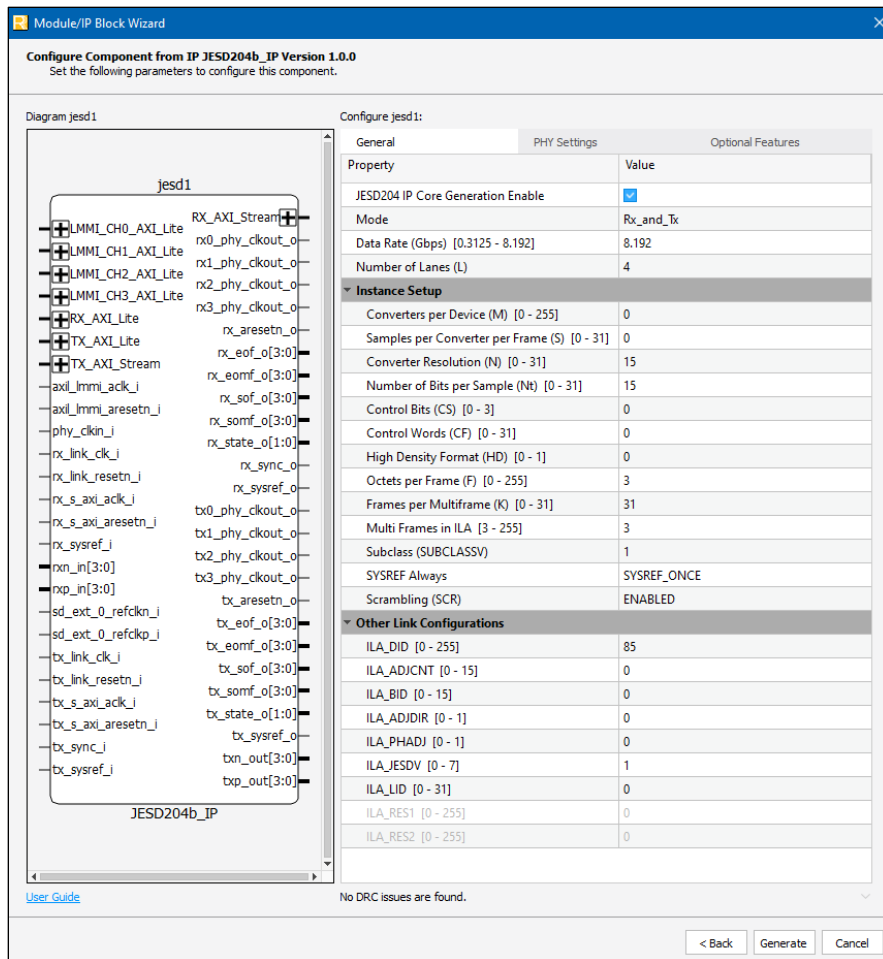 Module/IP Block Wizard
Configure Component from IP JESD204b_IP Version 1.0.0
Set the following parameters to configure this component.
Diagram jesd1
jesd1
LMMI_CH0_AXI_Lite
LMMI_CH1_AXI_Lite
LMMI_CH2_AXI_Lite
LMMI_CH3_AXI_Lite
RX_AXI_Lite
TX_AXI_Lite
TX_AXI_Stream
axil_lmmi_aclk_i
axil_lmmi_aresetn_i
phy_clkin_i
rx_link_clk_i
rx_link_resetn_i
rx_s_axi_aclk_i
rx_s_axi_aresetn_i
rx_sysref_i
rxn_in[3:0]
rxp_in[3:0]
sd_ext_0_refclkn_i
sd_ext_0_refclkp_i
tx_link_clk_i
tx_link_resetn_i
tx_s_axi_aclk_i
tx_s_axi_aresetn_i
tx_sync_i
tx_sysref_i
RX_AXI_Stream
rx0_phy_clkout_o
rx1_phy_clkout_o
rx2_phy_clkout_o
rx3_phy_clkout_o
rx_aresetn_o
rx_eof_o[3:0]
rx_eomf_o[3:0]
rx_sof_o[3:0]
rx_somf_o[3:0]
rx_state_o[1:0]
rx_sync_o
rx_sysref_o
tx0_phy_clkout_o
tx1_phy_clkout_o
tx2_phy_clkout_o
tx3_phy_clkout_o
tx_aresetn_o
tx_eof_o[3:0]
tx_eomf_o[3:0]
tx_sof_o[3:0]
tx_somf_o[3:0]
tx_state_o[1:0]
tx_sysref_o
txn_out[3:0]
txp_out[3:0]
JESD204b_IP
User Guide
Configure jesd1:
General PHY Settings Optional Features
Property Value
JESD204 IP Core Generation Enable
Mode Rx_and_Tx
Data Rate (Gbps) [0.3125 - 8.192] 8.192
Number of Lanes (L) 4
Instance Setup
Converters per Device (M) [0 - 255] 0
Samples per Converter per Frame (S) [0 - 31] 0
Converter Resolution (N) [0 - 31] 15
Number of Bits per Sample (Nt) [0 - 31] 15
Control Bits (CS) [0 - 3] 0
Control Words (CF) [0 - 31] 0
High Density Format (HD) [0 - 1] 0
Octets per Frame (F) [0 - 255] 3
Frames per Multiframe (K) [0 - 31] 31
Multi Frames in ILA [3 - 255] 3
Subclass (SUBCLASSV) 1
SYSREF Always SYSREF_ONCE
Scrambling (SCR) ENABLED
Other Link Configurations
ILA_DID [0 - 255] 85
ILA_ADJCNT [0 - 15] 0
ILA_BID [0 - 15] 0
ILA_ADJDIR [0 - 1] 0
ILA_PHADJ [0 - 1] 0
ILA_JESDV [0 - 7] 1
ILA_LID [0 - 31] 0
ILA_RES1 [0 - 255] 0
ILA_RES2 [0 - 255] 0
No DRC issues are found.
< Back Generate Cancel